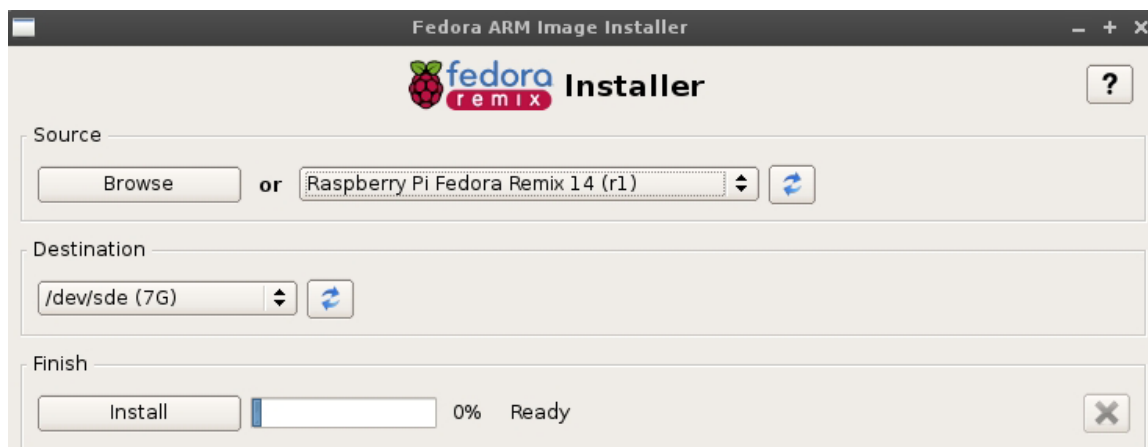 Fedora ARM Image Installer
fedora remix Installer
?
Source
Browse or Raspberry Pi Fedora Remix 14 (r1)
Destination
/dev/sde (7G)
Finish
Install 0% Ready